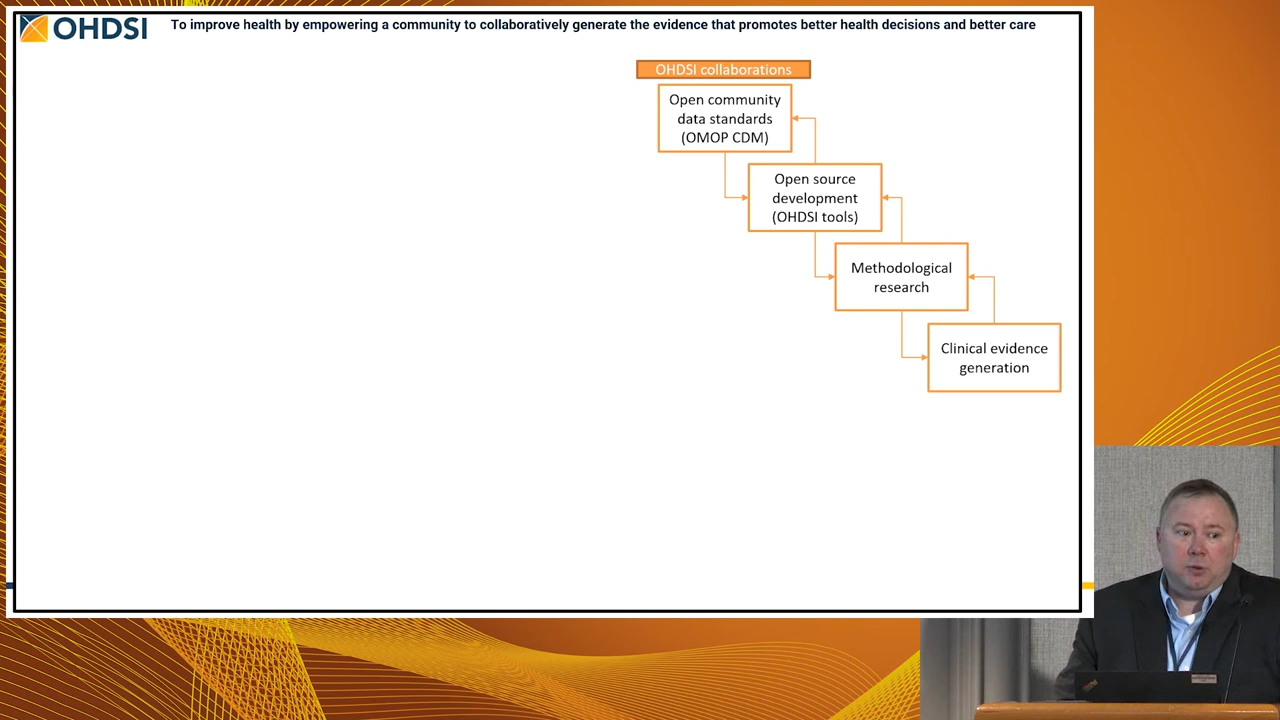 OHDSI
To improve health by empowering a community to collaboratively generate the evidence that promotes better health decisions and better care
OHDSI collaborations
Open community
data standards
(OMOP CDM)
Open source
development
(OHDSI tools)
Methodological
research
Clinical evidence
generation